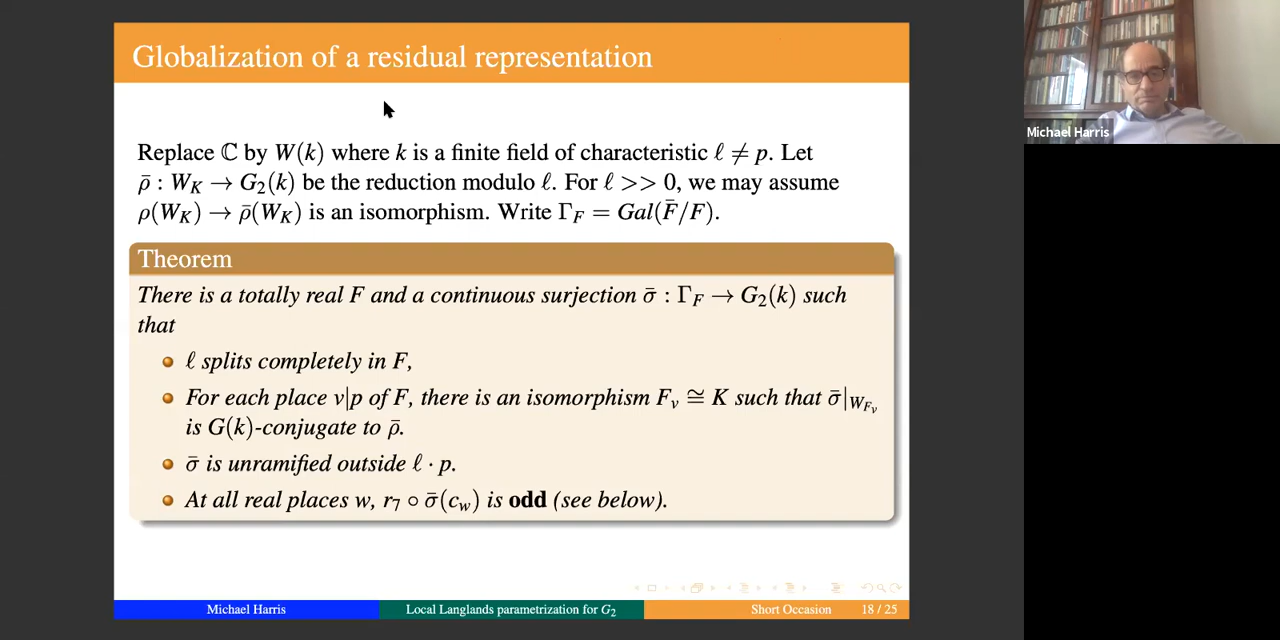 Globalization of a residual representation
Michael Harris
Replace ℂ by W(k) where k is a finite field of characteristic ℓ ≠ p. Let
ρ̄ : W_K → G₂(k) be the reduction modulo ℓ. For ℓ >> 0, we may assume
ρ(W_K) → ρ̄(W_K) is an isomorphism. Write Γ_F = Gal(F̄/F).
Theorem
There is a totally real F and a continuous surjection σ̄ : Γ_F → G₂(k) such
that
ℓ splits completely in F,
For each place v|p of F, there is an isomorphism F_v ≅ K such that σ̄|_{W_{F_v}}
is G(k)-conjugate to ρ̄.
σ̄ is unramified outside ℓ · p.
At all real places w, r₇ ∘ σ̄(c_w) is odd (see below).
Michael Harris
Local Langlands parametrization for G₂
Short Occasion
18 / 25